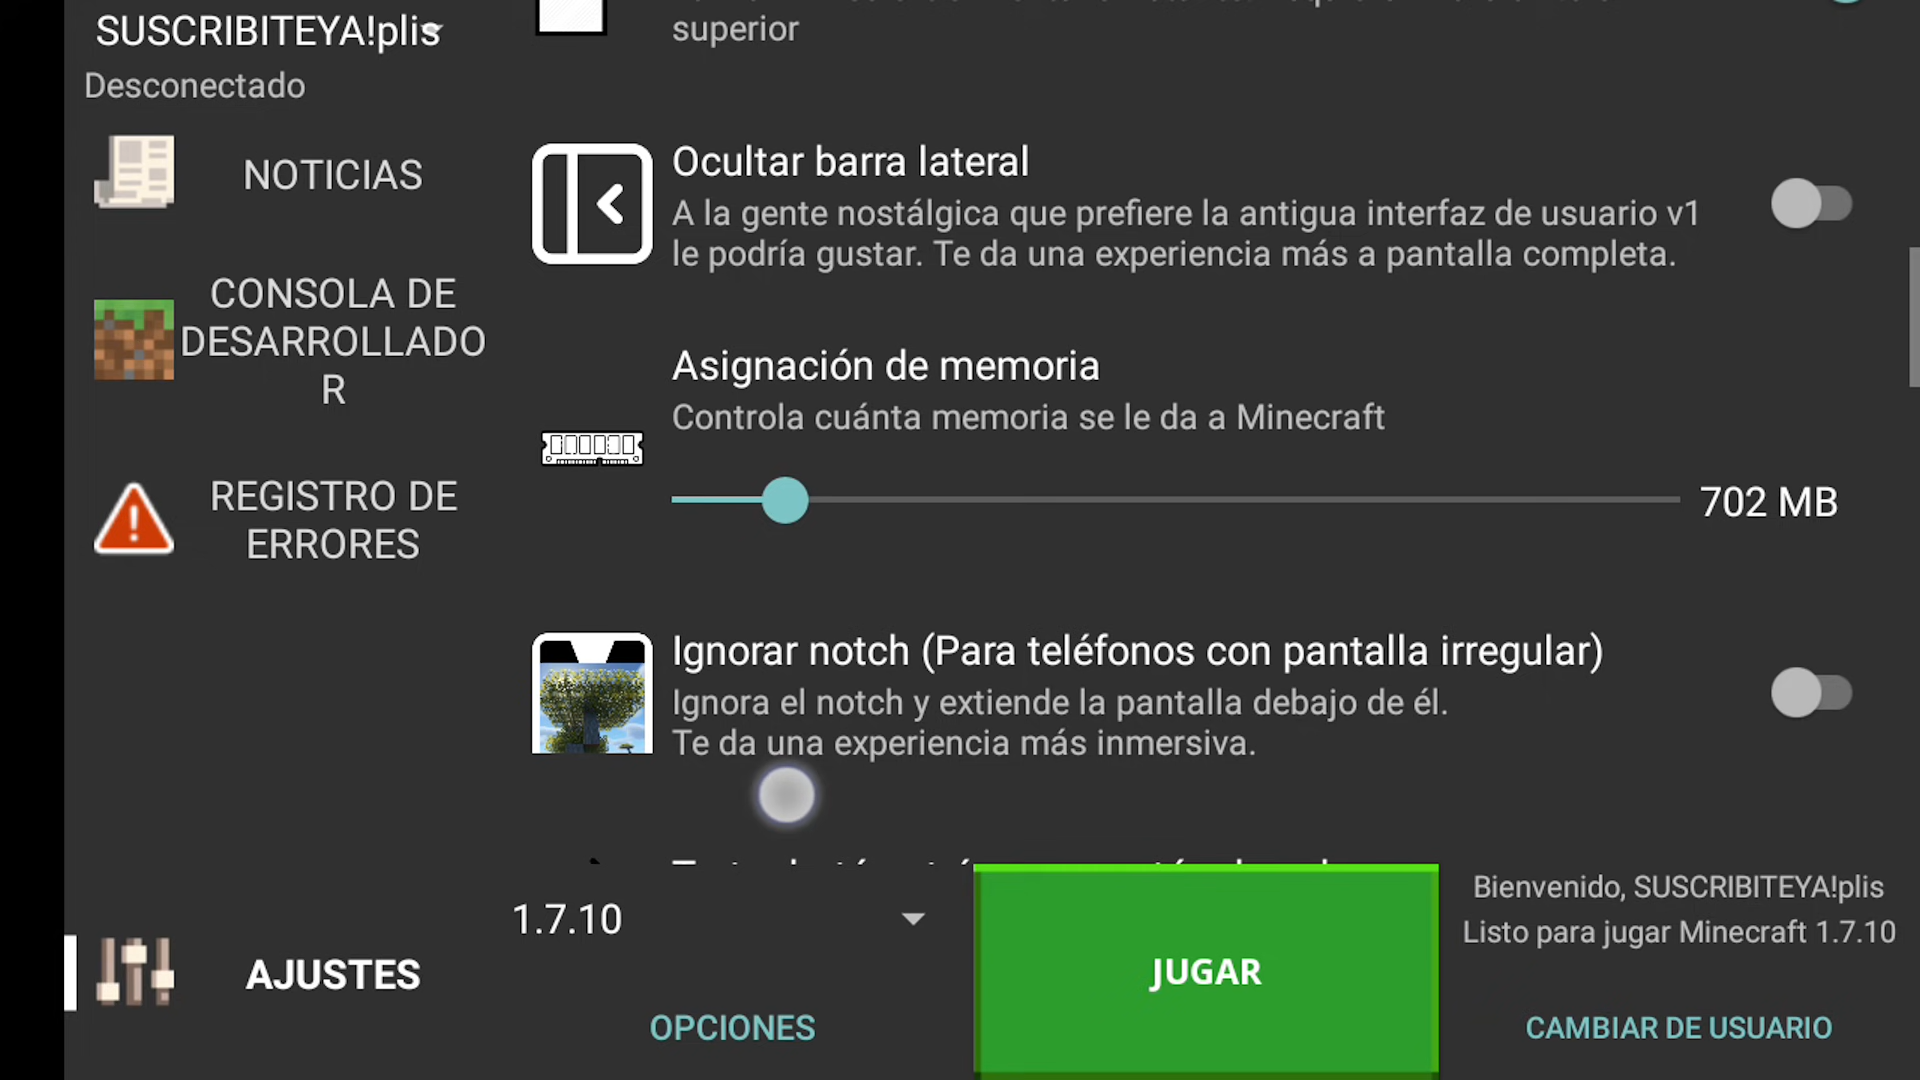 SUSCRIBITEYA!plis
Desconectado
NOTICIAS
CONSOLA DE
DESARROLLADO
R
REGISTRO DE
ERRORES
AJUSTES
superior
Ocultar barra lateral
A la gente nostálgica que prefiere la antigua interfaz de usuario v1
le podría gustar. Te da una experiencia más a pantalla completa.
Asignación de memoria
Controla cuánta memoria se le da a Minecraft
702 MB
Ignorar notch (Para teléfonos con pantalla irregular)
Ignora el notch y extiende la pantalla debajo de él.
Te da una experiencia más inmersiva.
1.7.10
OPCIONES
JUGAR
Bienvenido, SUSCRIBITEYA!plis
Listo para jugar Minecraft 1.7.10
CAMBIAR DE USUARIO